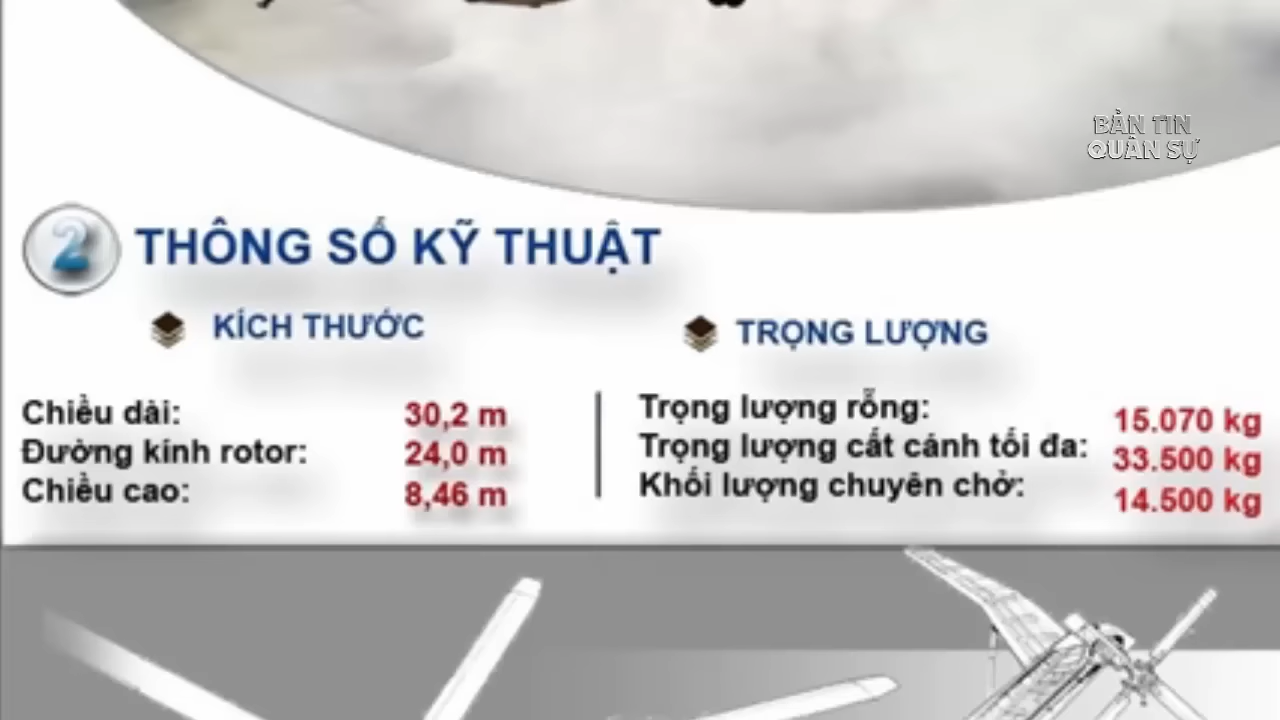 BẢN TIN
QUÂN SỰ
2 THÔNG SỐ KỸ THUẬT
KÍCH THƯỚC
Chiều dài: 30,2 m
Đường kính rotor: 24,0 m
Chiều cao: 8,46 m
TRỌNG LƯỢNG
Trọng lượng rỗng: 15.070 kg
Trọng lượng cất cánh tối đa: 33.500 kg
Khối lượng chuyên chở: 14.500 kg